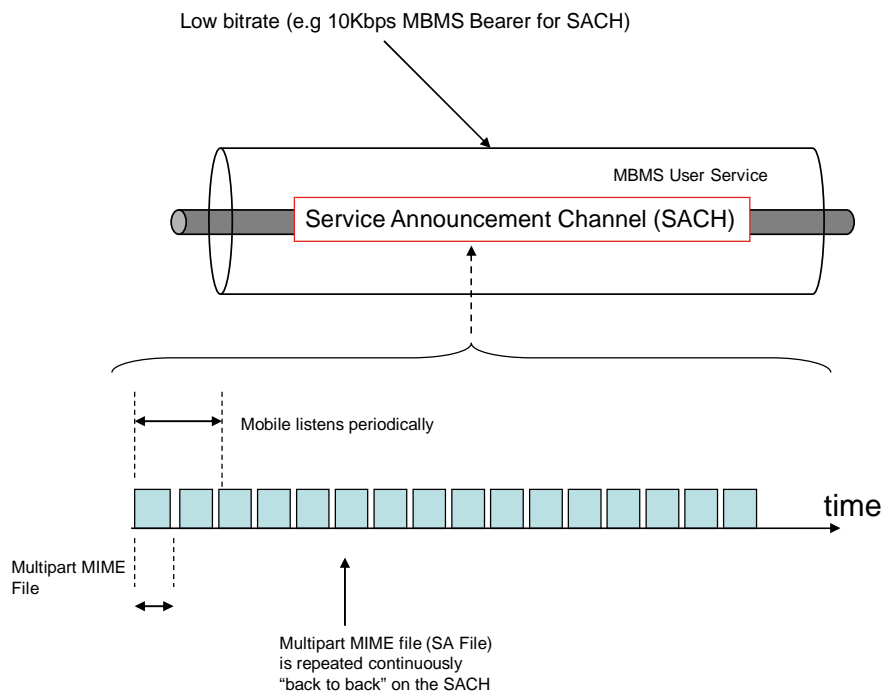 Low bitrate (e.g 10Kbps MBMS Bearer for SACH)
MBMS User Service
Service Announcement Channel (SACH)
Mobile listens periodically
time
Multipart MIME
File
Multipart MIME file (SA File)
is repeated continuously
“back to back” on the SACH